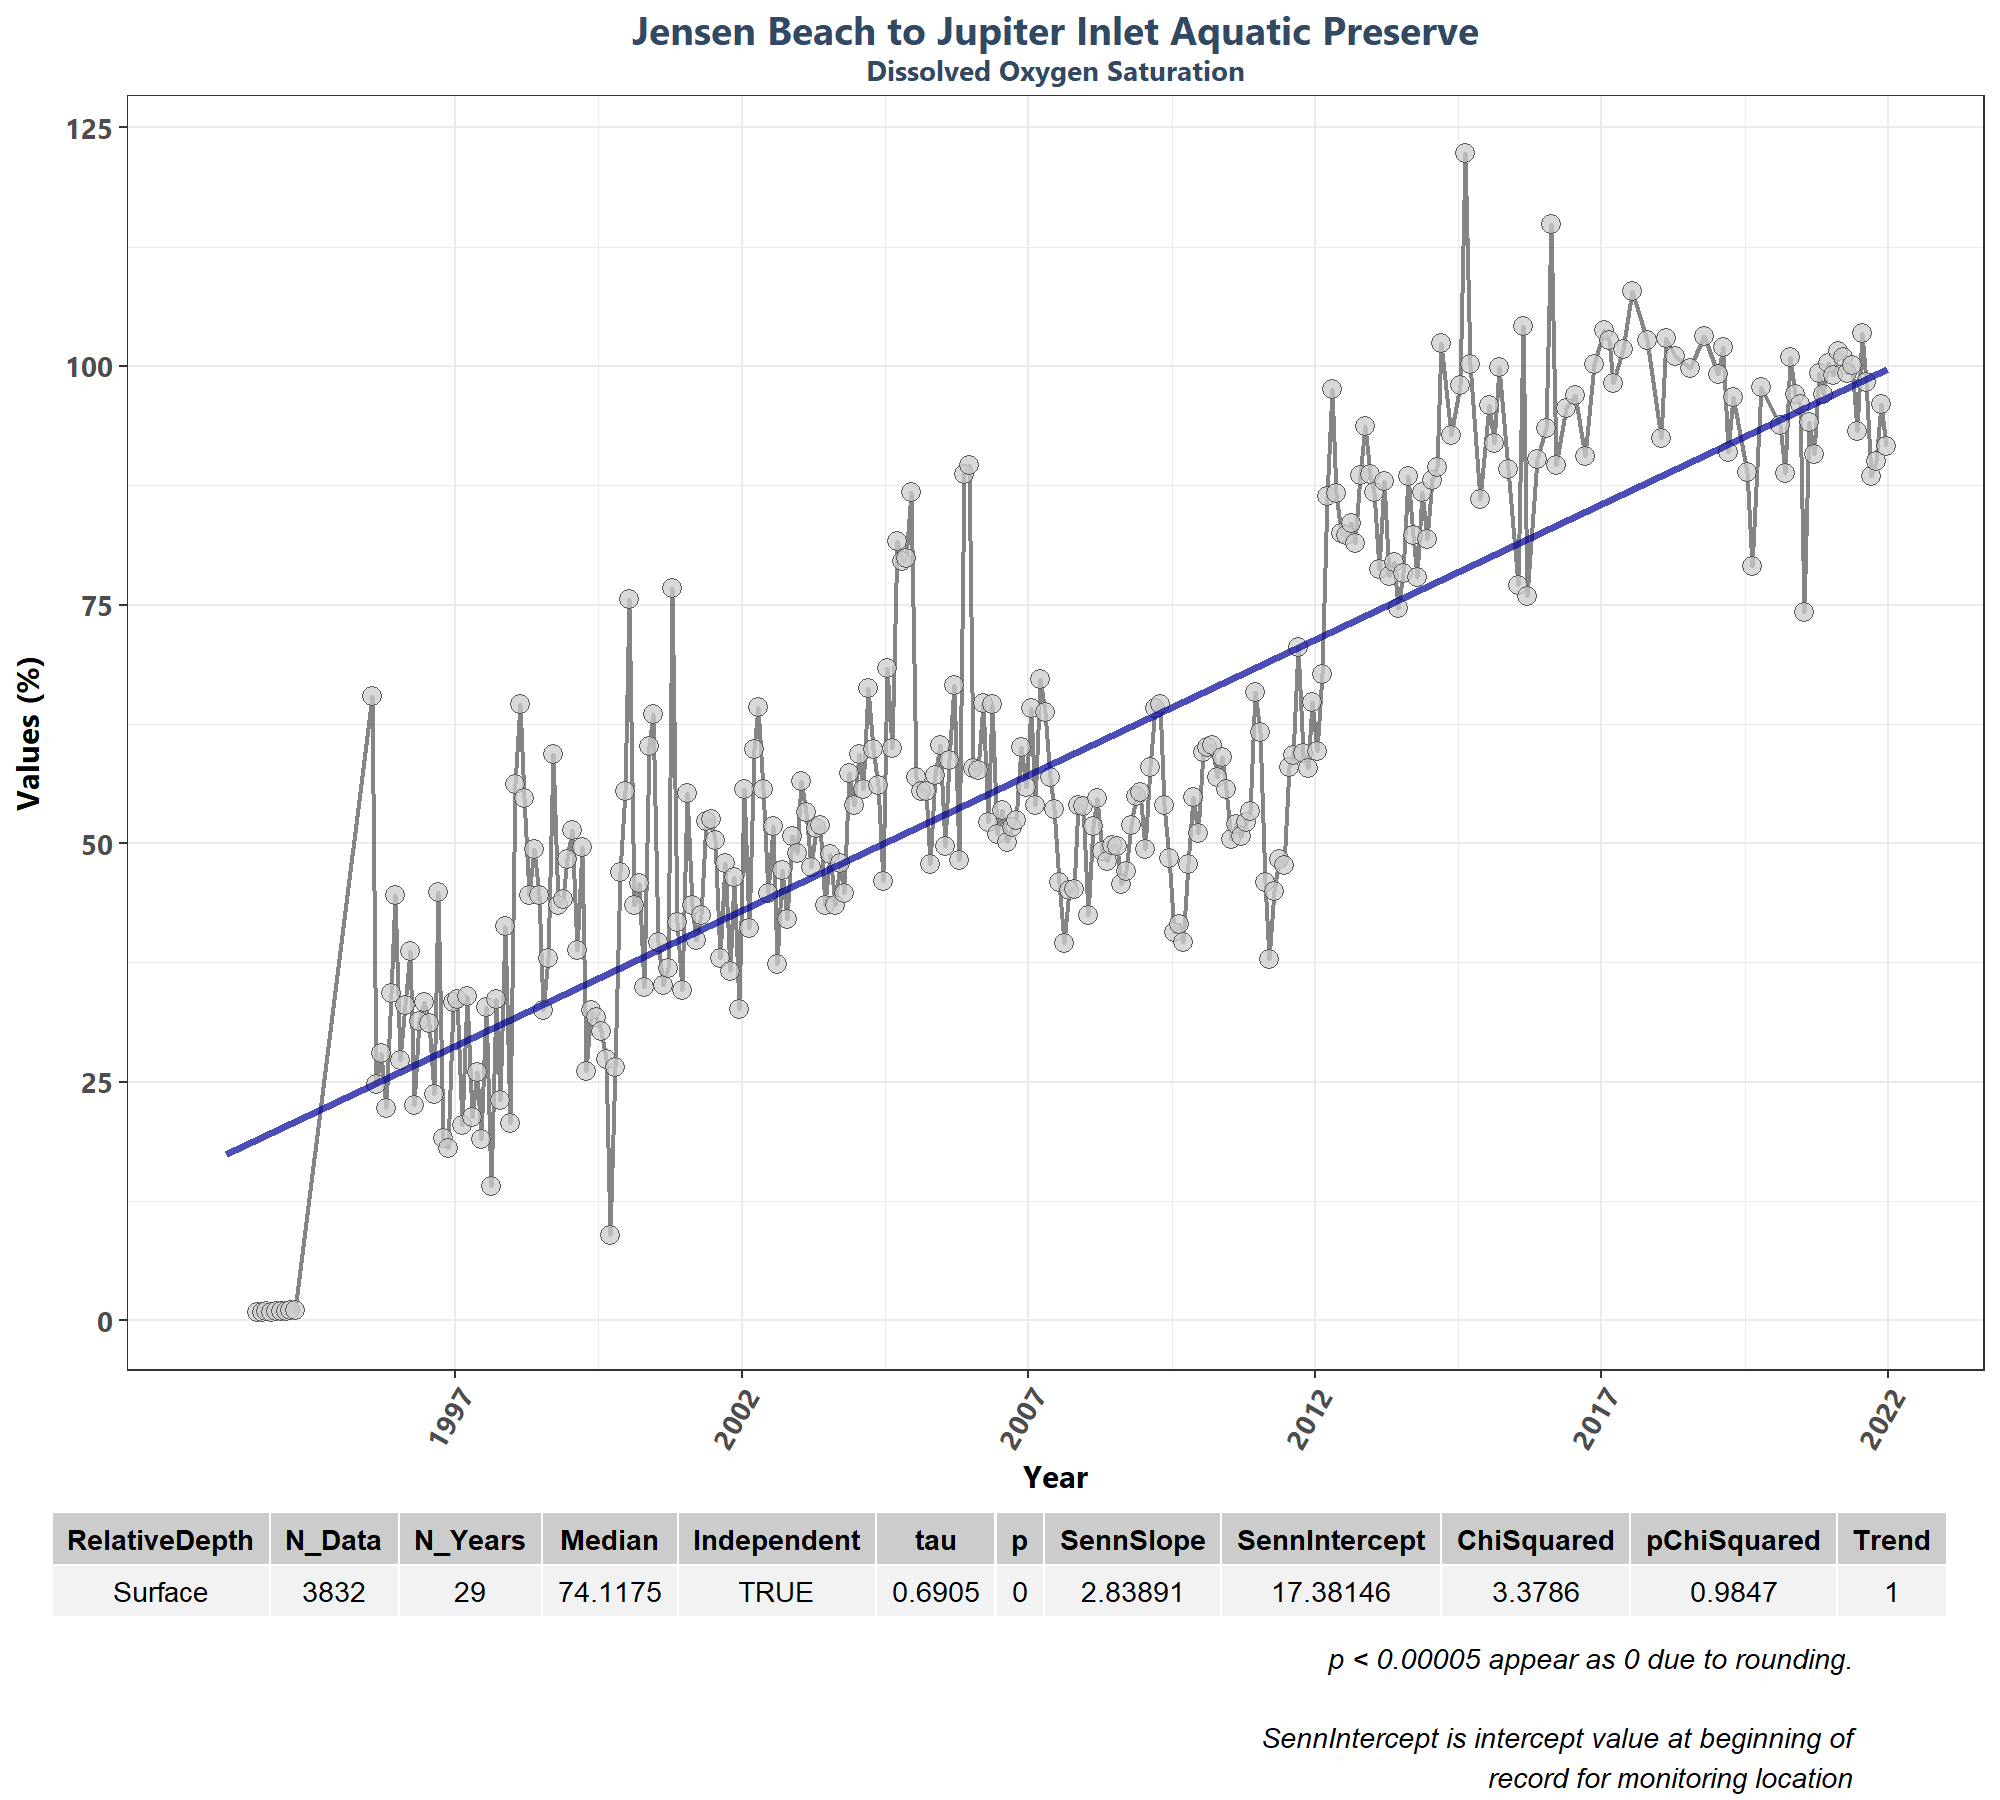 Jensen Beach to Jupiter Inlet Aquatic Preserve
Dissolved Oxygen Saturation
Values (%)
125
100
75
50
25
0
1997
2002
2007
2012
2017
2022
Year
RelativeDepth N_Data N_Years Median Independent tau p SennSlope SennIntercept ChiSquared pChiSquared Trend
Surface 3832 29 74.1175 TRUE 0.6905 0 2.83891 17.38146 3.3786 0.9847 1
p < 0.00005 appear as 0 due to rounding.
SennIntercept is intercept value at beginning of
record for monitoring location